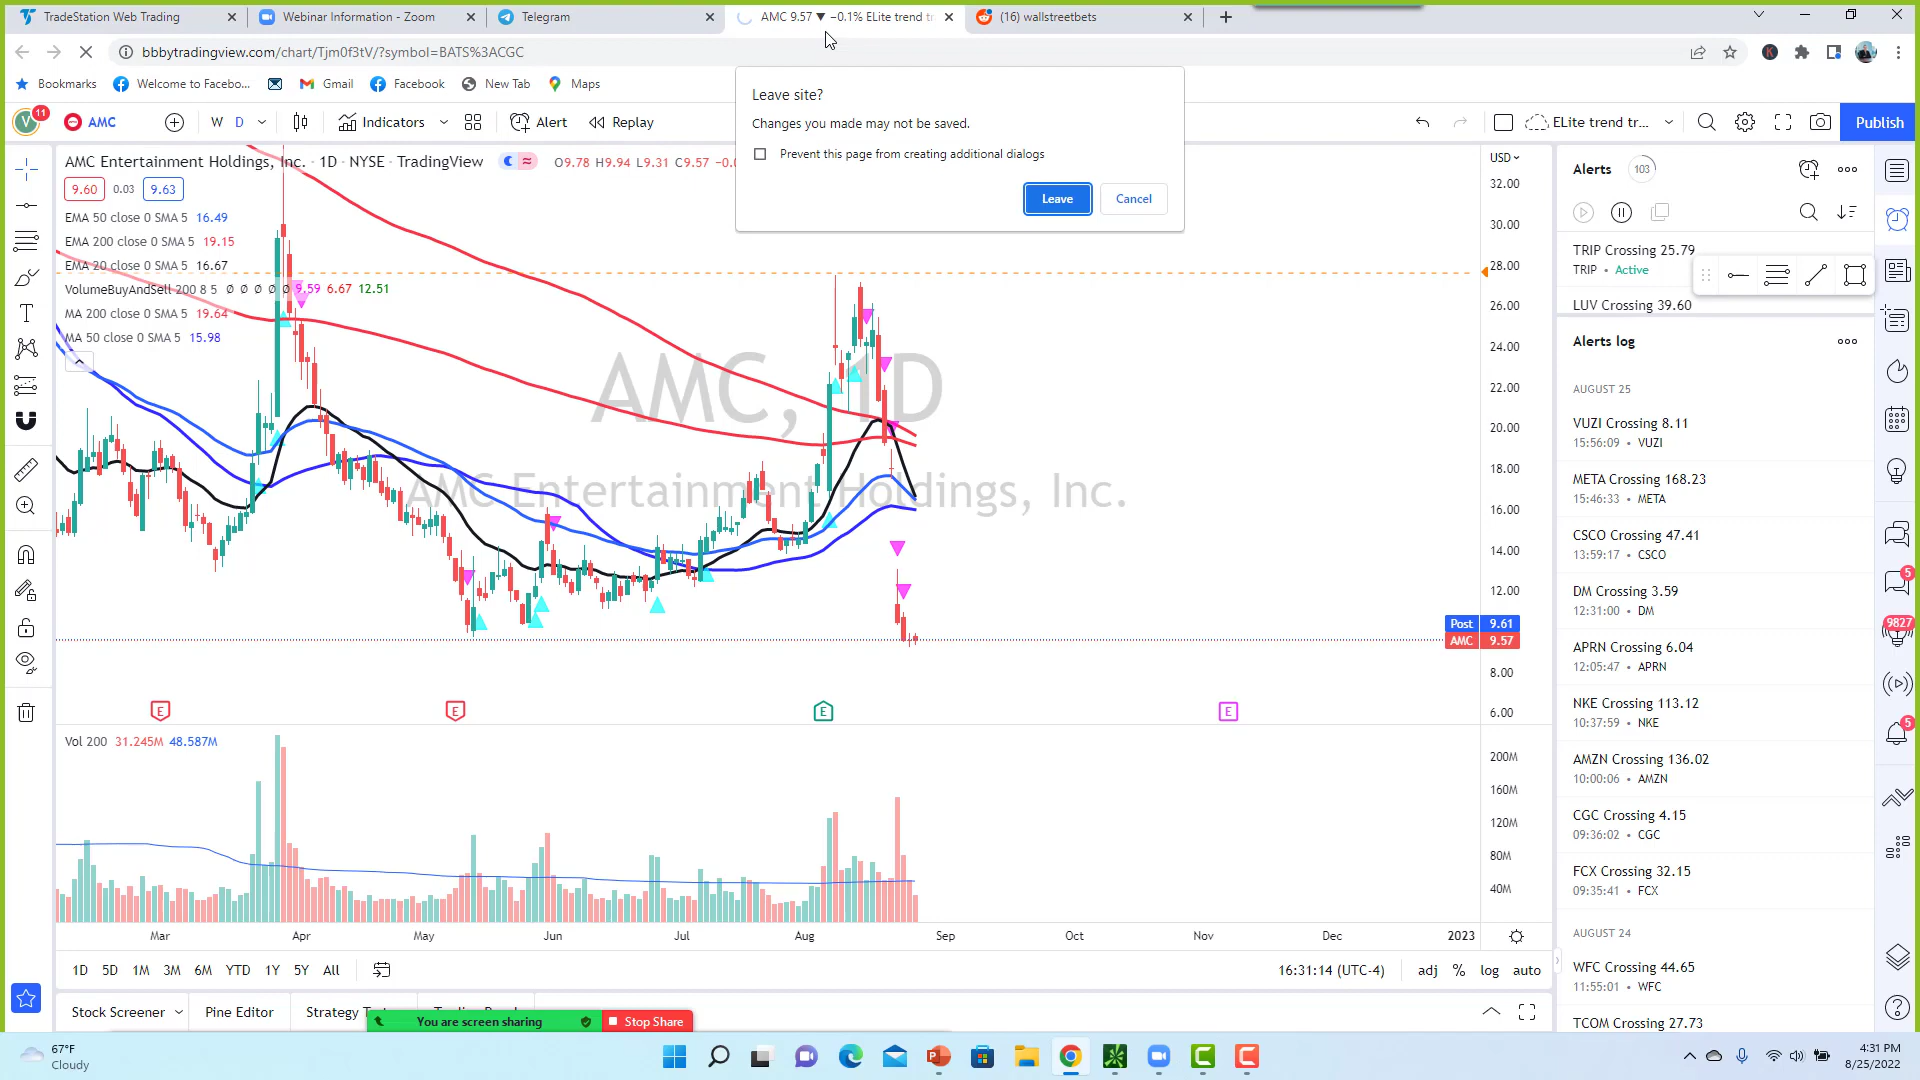 TradeStation Web Trading
Webinar Information - Zoom
Telegram
AMC 9.57 ▼ −0.1% ELite trend tr
(16) wallstreetbets
bbbytradingview.com/chart/Tjm0f3tV/?symbol=BATS%3ACGC
Bookmarks
Welcome to Facebo...
Gmail
Facebook
New Tab
Maps
Leave site?
Changes you made may not be saved.
Prevent this page from creating additional dialogs
Leave
Cancel
V
11
AMC
W
D
Indicators
Alert
Replay
ELite trend tr...
Publish
AMC Entertainment Holdings, Inc. · 1D · NYSE · TradingView
O9.78 H9.94 L9.31 C9.57
9.60
0.03
9.63
EMA 50 close 0 SMA 5 16.49
EMA 200 close 0 SMA 5 19.15
EMA 20 close 0 SMA 5 16.67
VolumeBuyAndSell 200 8 5 Ø Ø Ø Ø Ø 9.59 6.67 12.51
MA 200 close 0 SMA 5 19.64
MA 50 close 0 SMA 5 15.98
AMC, 1D
AMC Entertainment Holdings, Inc.
USD
32.00
30.00
28.00
26.00
24.00
22.00
20.00
18.00
16.00
14.00
12.00
Post 9.61
AMC 9.57
8.00
6.00
E
E
E
E
Vol 200 31.245M 48.587M
200M
160M
120M
80M
40M
Mar
Apr
May
Jun
Jul
Aug
Sep
Oct
Nov
Dec
2023
1D
5D
1M
3M
6M
YTD
1Y
5Y
All
16:31:14 (UTC-4)
adj
%
log
auto
Stock Screener
Pine Editor
Strategy
You are screen sharing
Stop Share
Alerts
103
TRIP Crossing 25.79
TRIP • Active
LUV Crossing 39.60
Alerts log
AUGUST 25
VUZI Crossing 8.11
15:56:09 • VUZI
META Crossing 168.23
15:46:33 • META
CSCO Crossing 47.41
13:59:17 • CSCO
DM Crossing 3.59
12:31:00 • DM
APRN Crossing 6.04
12:05:47 • APRN
NKE Crossing 113.12
10:37:59 • NKE
AMZN Crossing 136.02
10:00:06 • AMZN
CGC Crossing 4.15
09:36:02 • CGC
FCX Crossing 32.15
09:35:41 • FCX
AUGUST 24
WFC Crossing 44.65
11:55:01 • WFC
TCOM Crossing 27.73
5
9827
5
67°F
Cloudy
4:31 PM
8/25/2022